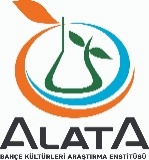 ALATA
BAHÇE KÜLTÜRLERİ ARAŞTIRMA ENSTİTÜSÜ